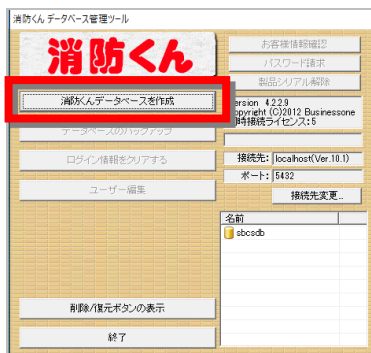 消防くん データベース管理ツール
消防くん
お客様情報確認
パスワード請求
製品シリアル解除
消防くんデータベースを作成
ersion 4.2.2.9
opyright (C)2012 Businessone
時接続ライセンス:5
データベースのバックアップ
ログイン情報をクリアする
接続先: localhost(Ver.10.1)
ポート: 5432
ユーザー編集
接続先変更...
名前
sbcsdb
削除/復元ボタンの表示
終了